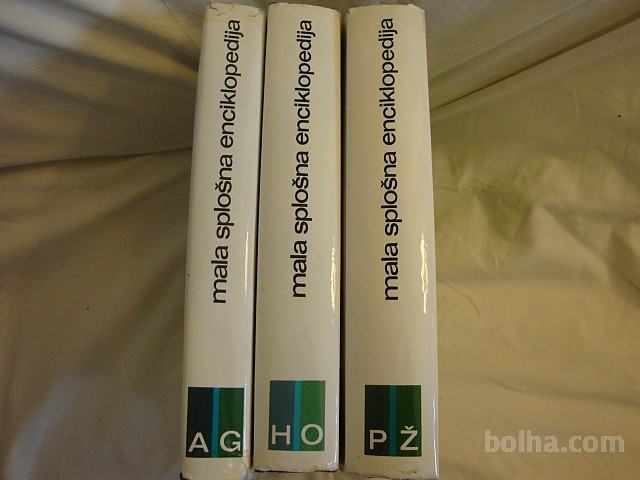 mala splošna enciklopedija
A G
mala splošna enciklopedija
H O
mala splošna enciklopedija
P Ž
bolha.com